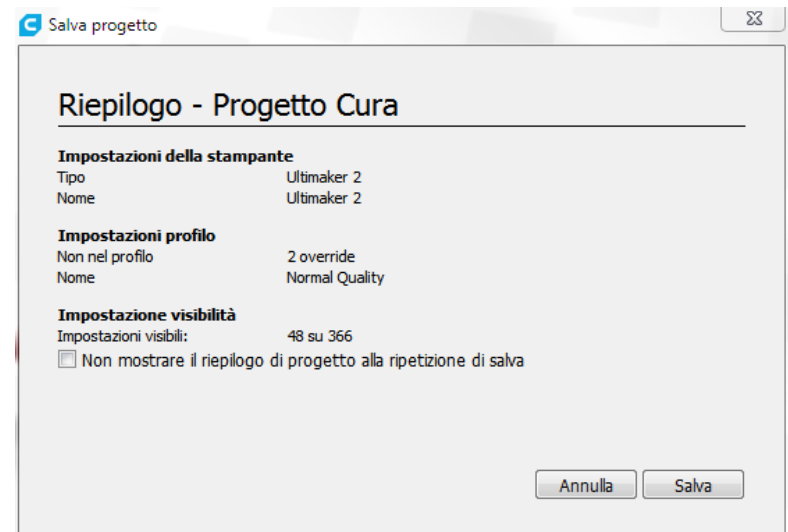 Salva progetto
Riepilogo - Progetto Cura
Impostazioni della stampante
Tipo Ultimaker 2
Nome Ultimaker 2
Impostazioni profilo
Non nel profilo 2 override
Nome Normal Quality
Impostazione visibilità
Impostazioni visibili: 48 su 366
Non mostrare il riepilogo di progetto alla ripetizione di salva
Annulla Salva